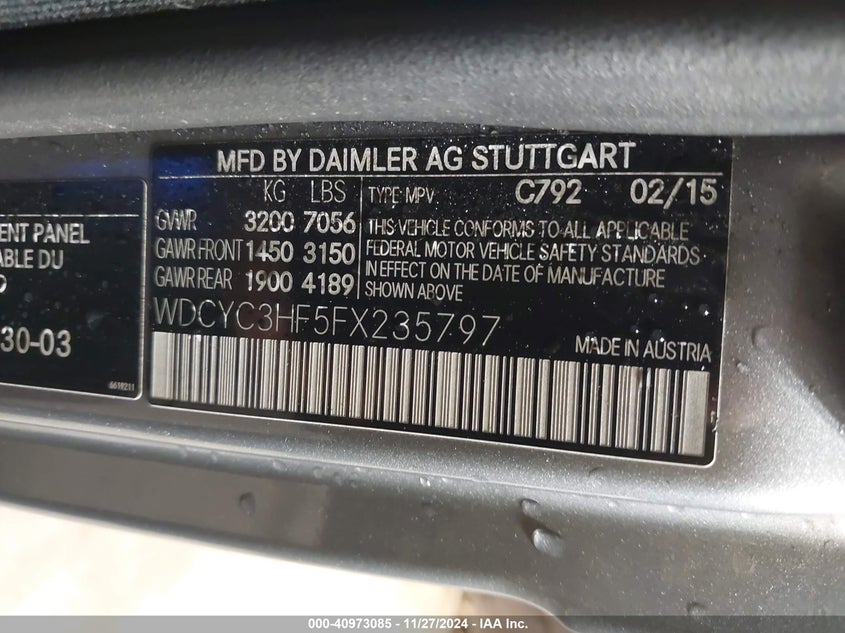 MFD BY DAIMLER AG STUTTGART
KG LBS
GVWR 3200 7056
GAWR FRONT 1450 3150
GAWR REAR 1900 4189
TYPE: MPV C792 02/15
THIS VEHICLE CONFORMS TO ALL APPLICABLE
FEDERAL MOTOR VEHICLE SAFETY STANDARDS
IN EFFECT ON THE DATE OF MANUFACTURE
SHOWN ABOVE
WDCYC3HF5FX235797
MADE IN AUSTRIA
ENT PANEL
ABLE DU
30-03
000-40973085 - 11/27/2024 - IAA Inc.